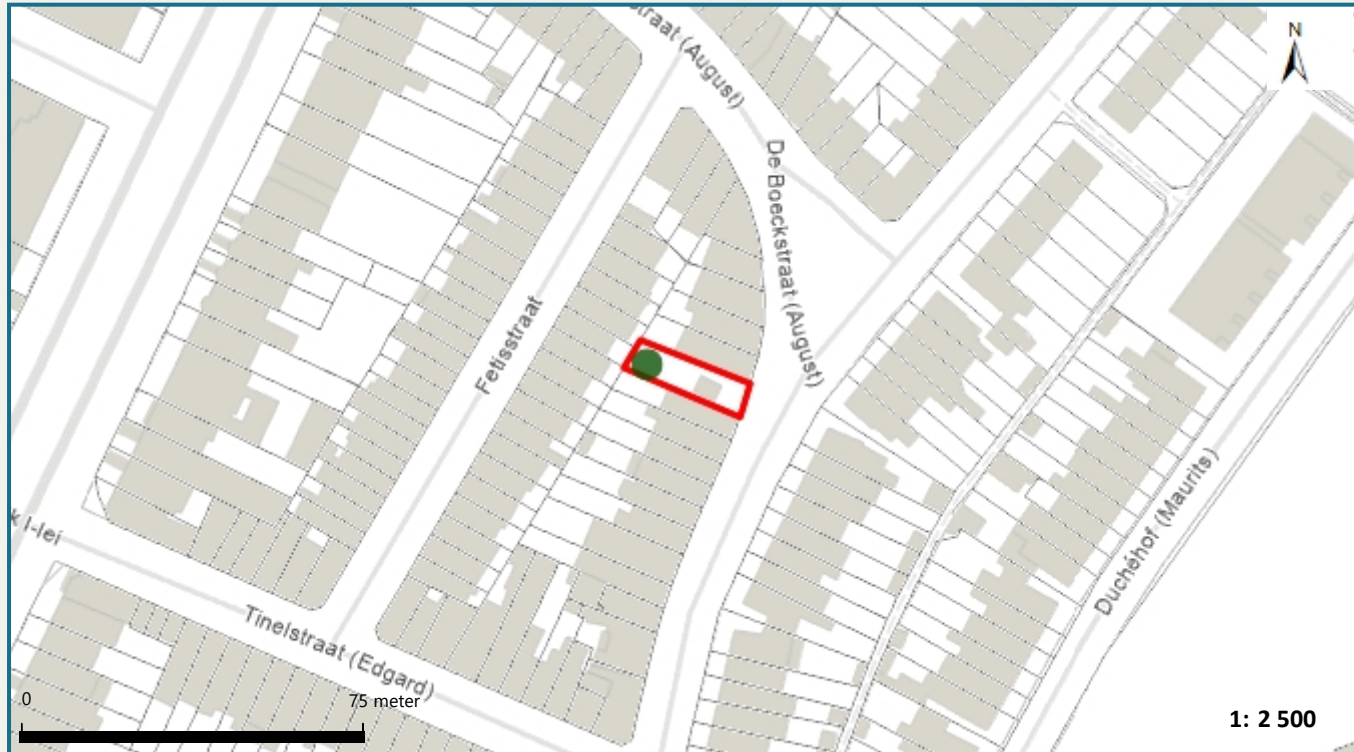 straat (August)
N
De Boeckstraat (August)
Fetisstraat
Duchéhof (Maurits)
k I-lei
Tinelstraat (Edgard)
0
75 meter
1: 2 500